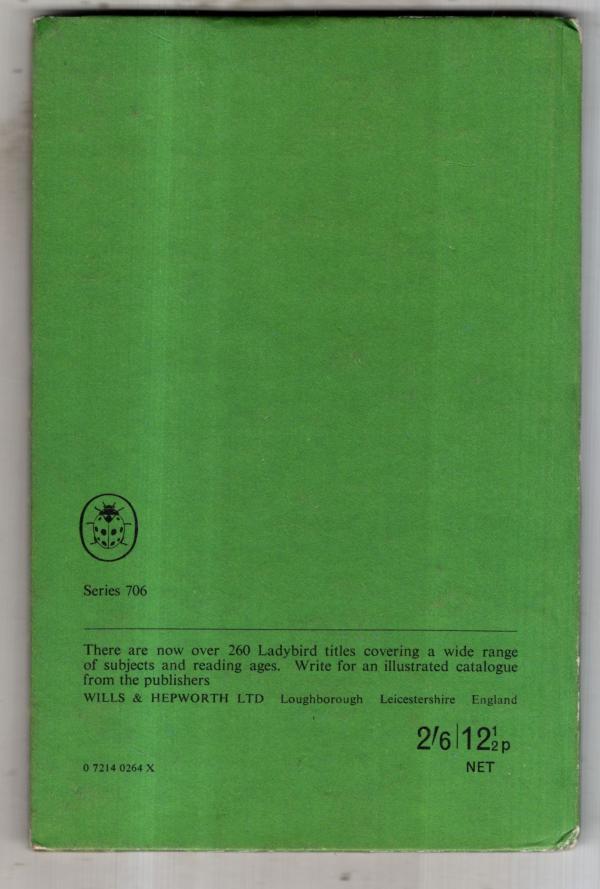 Series 706
There are now over 260 Ladybird titles covering a wide range
of subjects and reading ages. Write for an illustrated catalogue
from the publishers
WILLS & HEPWORTH LTD Loughborough Leicestershire England
2/6|12½p
0 7214 0264 X NET